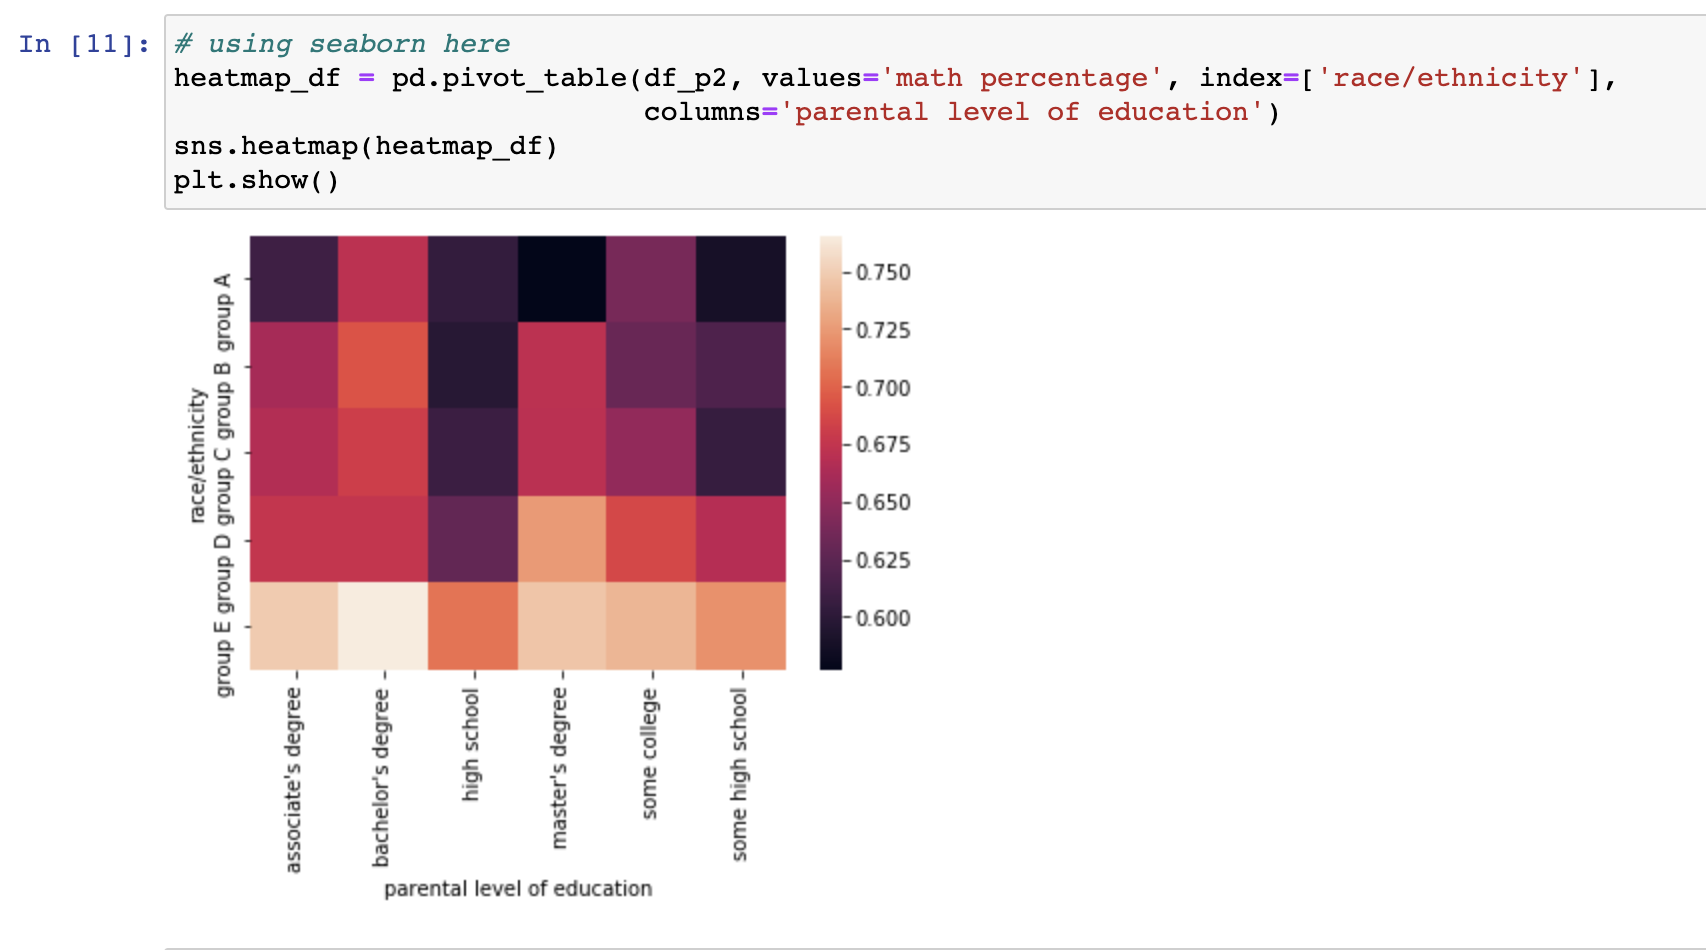 In [11]:
# using seaborn here
heatmap_df = pd.pivot_table(df_p2, values='math percentage', index=['race/ethnicity'],
columns='parental level of education')
sns.heatmap(heatmap_df)
plt.show()
race/ethnicity
group A
group B
group C
group D
group E
0.750
0.725
0.700
0.675
0.650
0.625
0.600
associate's degree
bachelor's degree
high school
master's degree
some college
some high school
parental level of education